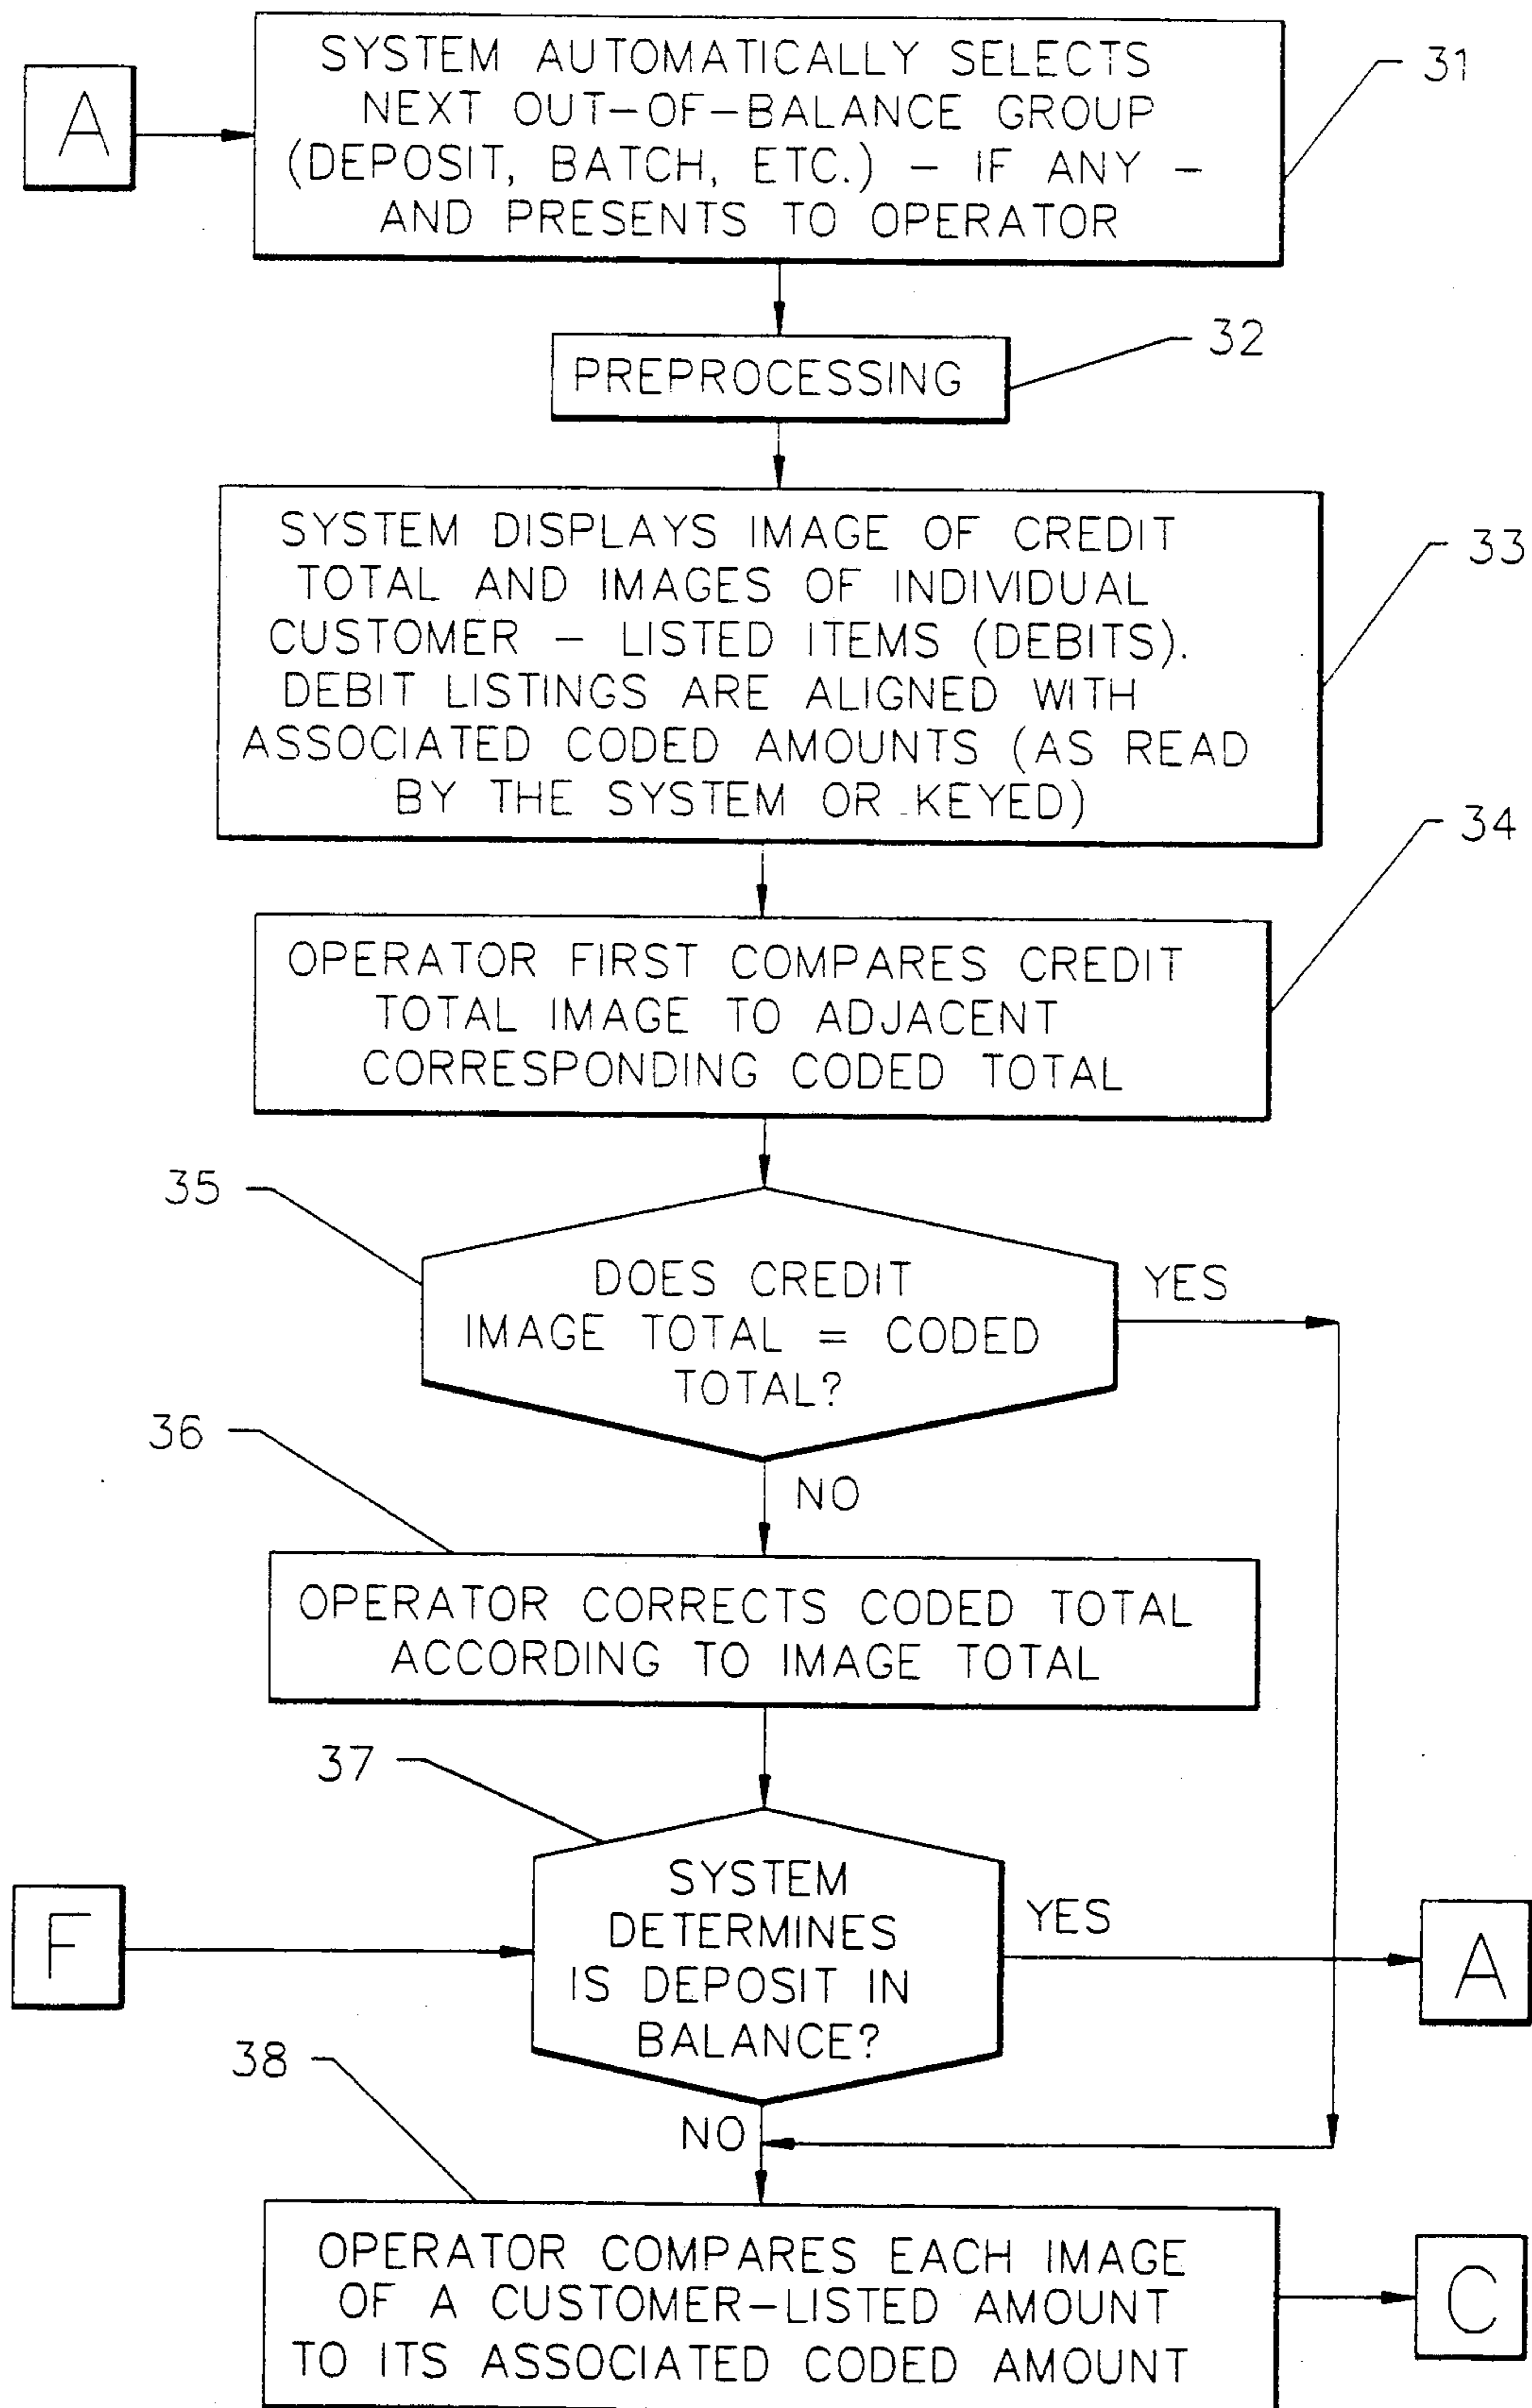 SYSTEM AUTOMATICALLY SELECTS
NEXT OUT-OF-BALANCE GROUP
(DEPOSIT, BATCH, ETC.) - IF ANY -
AND PRESENTS TO OPERATOR
31
A
PREPROCESSING
32
SYSTEM DISPLAYS IMAGE OF CREDIT
TOTAL AND IMAGES OF INDIVIDUAL
CUSTOMER - LISTED ITEMS (DEBITS).
DEBIT LISTINGS ARE ALIGNED WITH
ASSOCIATED CODED AMOUNTS (AS READ
BY THE SYSTEM OR KEYED)
33
34
OPERATOR FIRST COMPARES CREDIT
TOTAL IMAGE TO ADJACENT
CORRESPONDING CODED TOTAL
35
DOES CREDIT
IMAGE TOTAL = CODED
TOTAL?
YES
NO
36
OPERATOR CORRECTS CODED TOTAL
ACCORDING TO IMAGE TOTAL
37
SYSTEM
DETERMINES
IS DEPOSIT IN
BALANCE?
F
YES
A
NO
38
OPERATOR COMPARES EACH IMAGE
OF A CUSTOMER-LISTED AMOUNT
TO ITS ASSOCIATED CODED AMOUNT
C